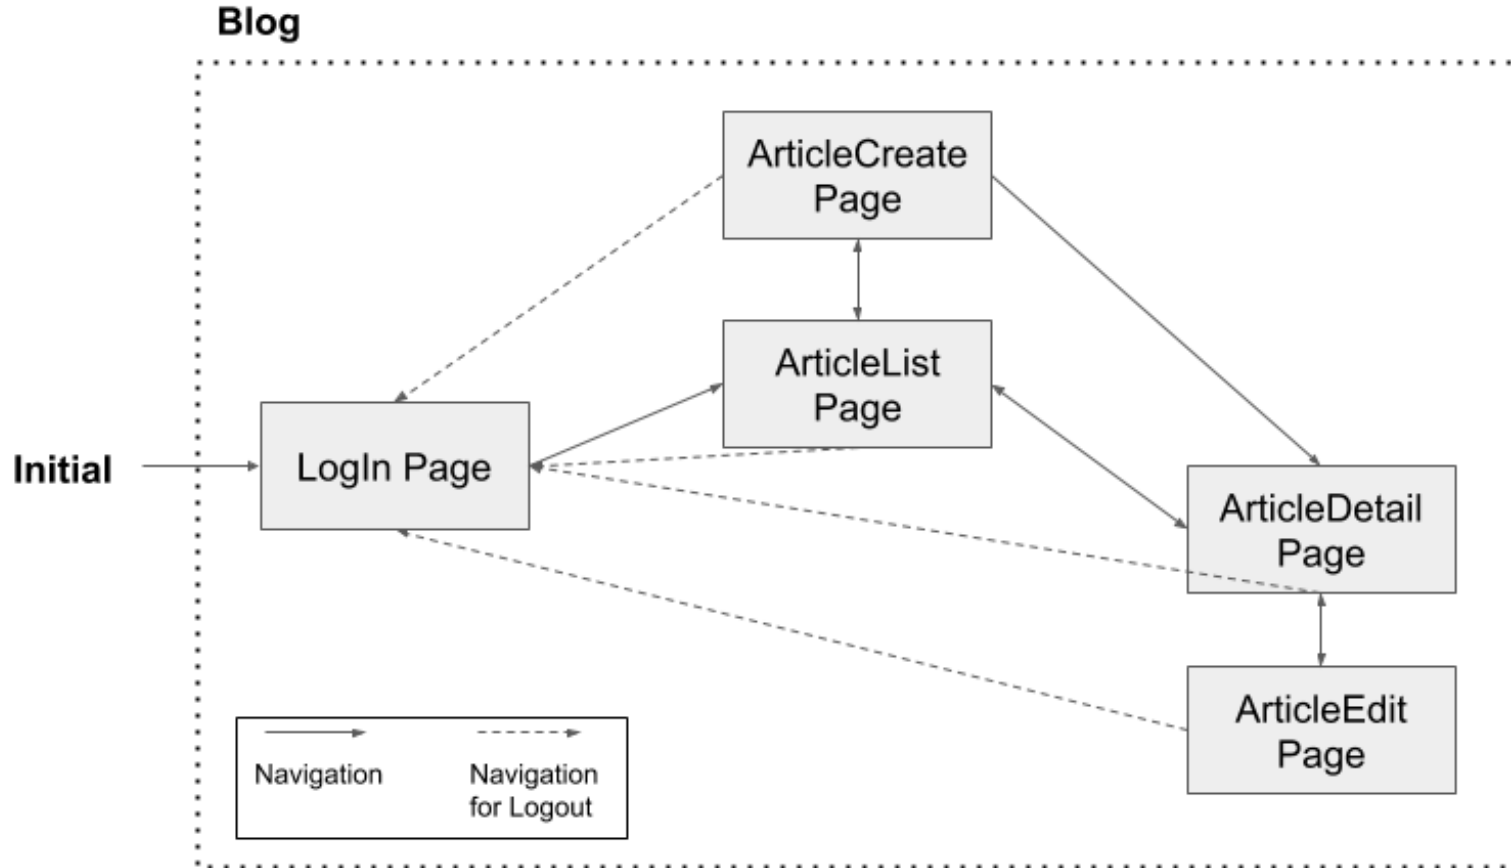 Blog
ArticleCreate
Page
ArticleList
Page
Initial
LogIn Page
ArticleDetail
Page
ArticleEdit
Page
Navigation
Navigation
for Logout